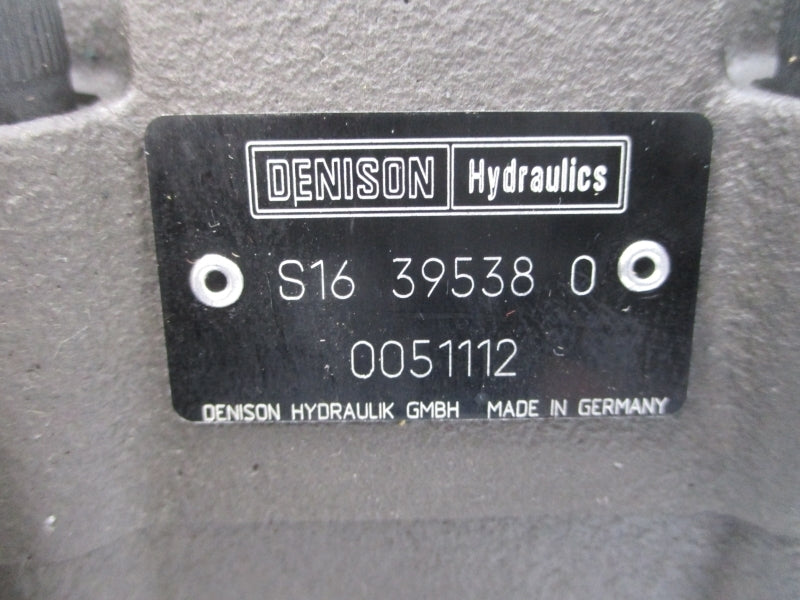 DENISON Hydraulics
S16 39538 0
0051112
DENISON HYDRAULIK GMBH MADE IN GERMANY